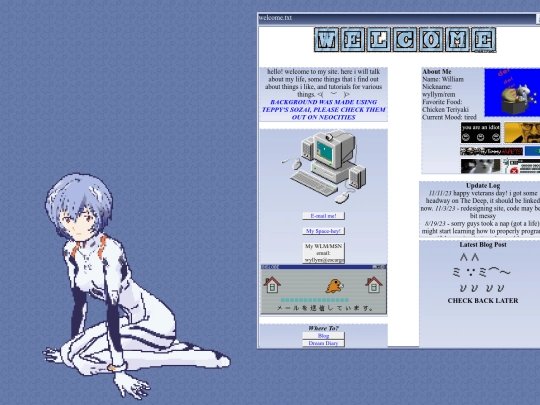 welcome.txt
WELCOME
hello! welcome to my site. here i will talk
about my life, some things that i find out
about things i like, and tutorials for various
things.
BACKGROUND WAS MADE USING
TEPPY'S SOZAI, PLEASE CHECK THEM
OUT ON NEOCITIES
E-mail me!
My Space-hey!
My WLM/MSN
email:
メールを送信しています。
Where To?
Blog
Dream Diary
About Me
Name: William
Nickname:
wyllym/rem
Favorite Food:
Chicken Teriyaki
Current Mood: tired
you are an idiot
Update Log
11/11/23 happy veterans day! i got some
headway on The Deep, it should be linked
now. 11/3/23 - redesigning site, code may be
bit messy
8/19/23 - sorry guys took a nap (got a life)
might start learning how to properly program
Latest Blog Post
CHECK BACK LATER